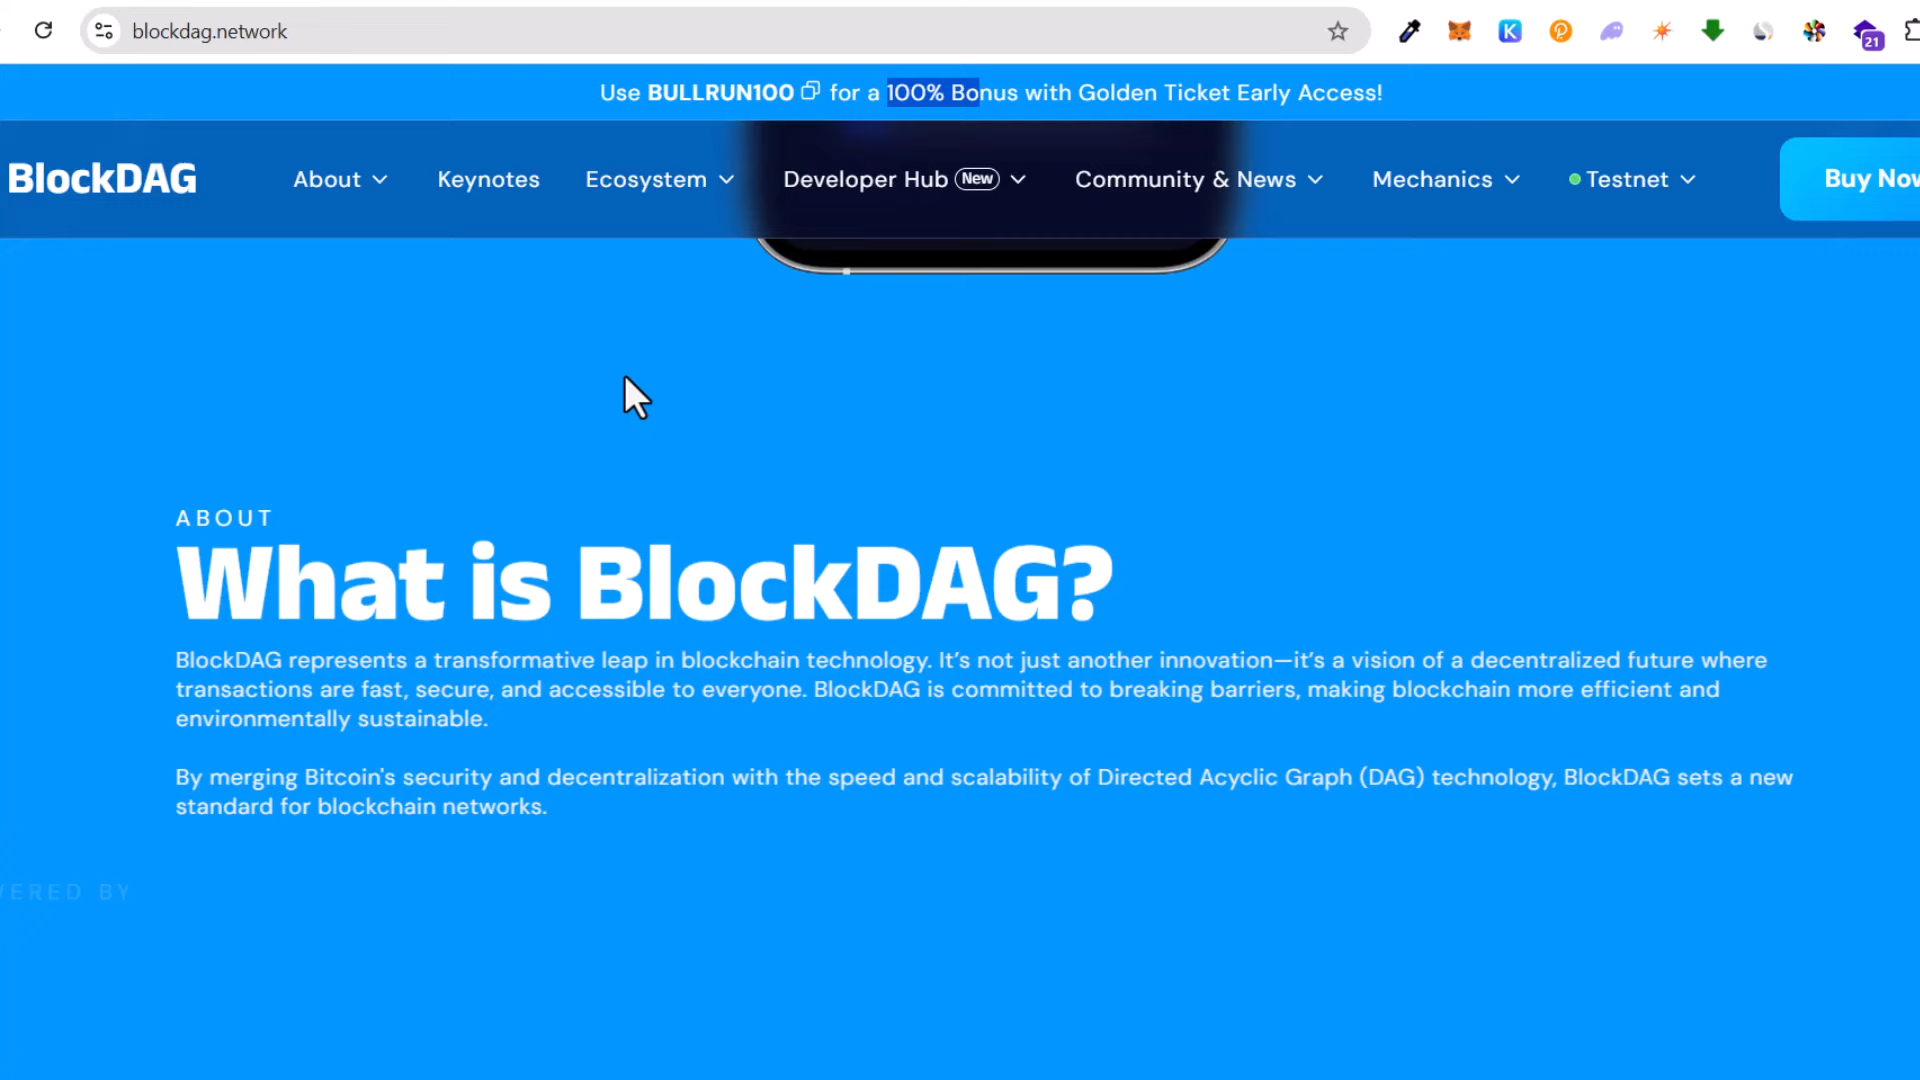 blockdag.network
21
Use BULLRUN100 for a 100% Bonus with Golden Ticket Early Access!
BlockDAG About Keynotes Ecosystem Developer Hub New Community & News Mechanics Testnet Buy Now
ABOUT
What is BlockDAG?
BlockDAG represents a transformative leap in blockchain technology. It’s not just another innovation—it’s a vision of a decentralized future where
transactions are fast, secure, and accessible to everyone. BlockDAG is committed to breaking barriers, making blockchain more efficient and
environmentally sustainable.
By merging Bitcoin's security and decentralization with the speed and scalability of Directed Acyclic Graph (DAG) technology, BlockDAG sets a new
standard for blockchain networks.
WERED BY